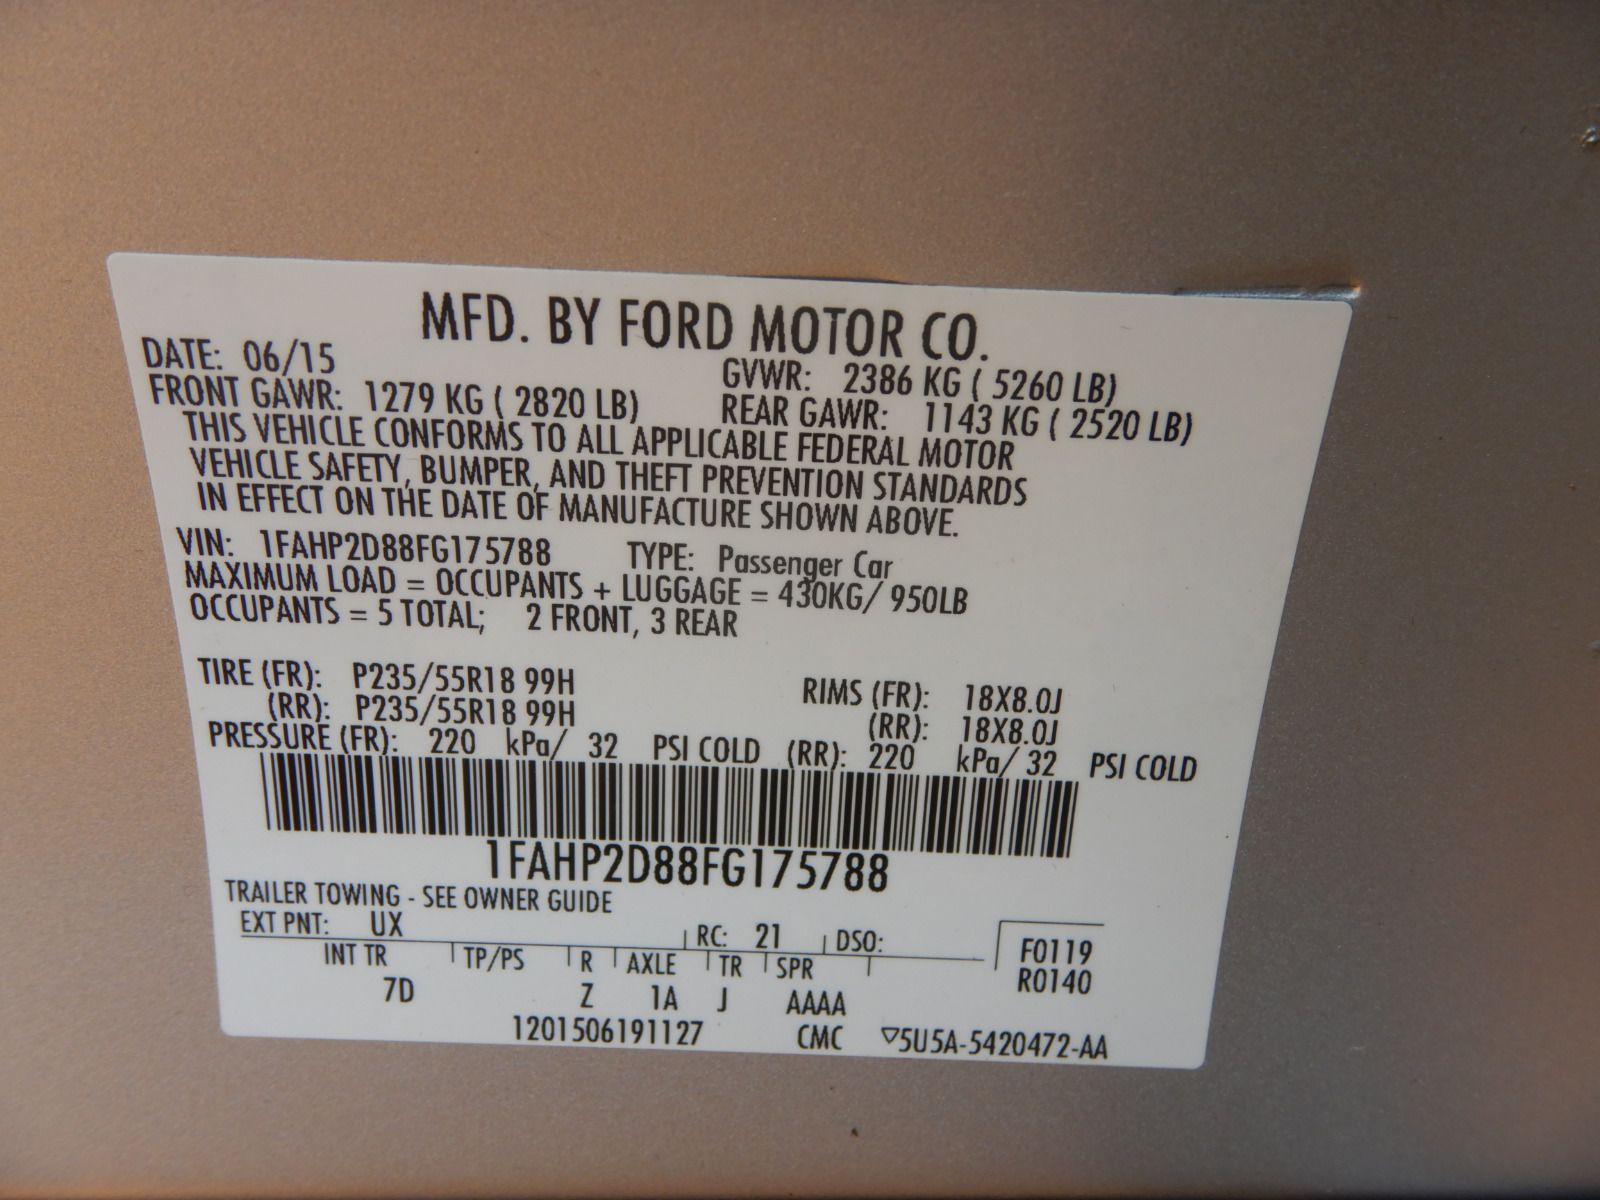 MFD. BY FORD MOTOR CO.
DATE: 06/15 GVWR: 2386 KG ( 5260 LB)
FRONT GAWR: 1279 KG ( 2820 LB) REAR GAWR: 1143 KG ( 2520 LB)
THIS VEHICLE CONFORMS TO ALL APPLICABLE FEDERAL MOTOR
VEHICLE SAFETY, BUMPER, AND THEFT PREVENTION STANDARDS
IN EFFECT ON THE DATE OF MANUFACTURE SHOWN ABOVE.
VIN: 1FAHP2D88FG175788 TYPE: Passenger Car
MAXIMUM LOAD = OCCUPANTS + LUGGAGE = 430KG/ 950LB
OCCUPANTS = 5 TOTAL; 2 FRONT, 3 REAR
TIRE (FR): P235/55R18 99H RIMS (FR): 18X8.0J
(RR): P235/55R18 99H (RR): 18X8.0J
PRESSURE (FR): 220 kPa/ 32 PSI COLD (RR): 220 kPa/ 32 PSI COLD
1FAHP2D88FG175788
TRAILER TOWING - SEE OWNER GUIDE
EXT PNT: UX RC: 21 DSO: F0119
INT TR TP/PS R AXLE TR SPR R0140
7D Z 1A J AAAA
1201506191127 CMC ▽5U5A-5420472-AA